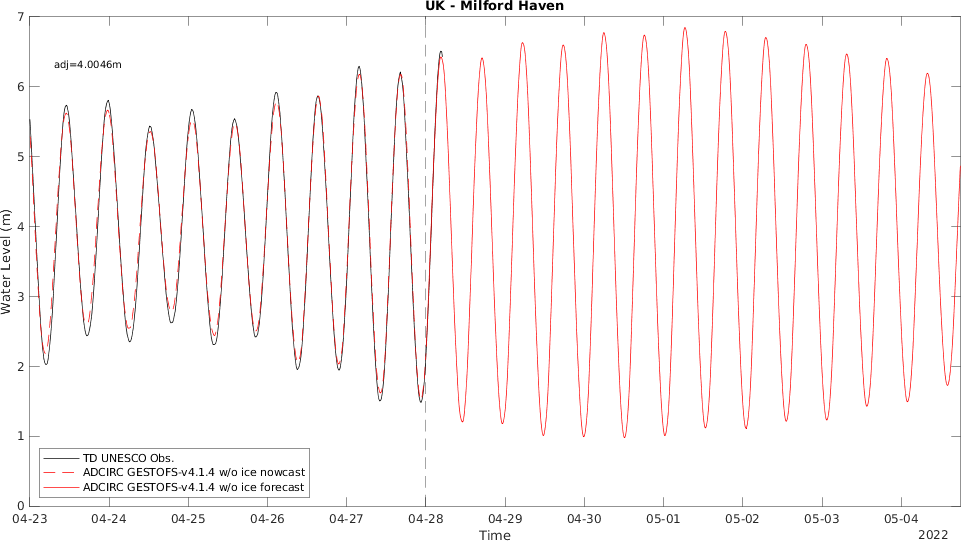 UK - Milford Haven
adj=4.0046m
Water Level (m)
7
6
5
4
3
2
1
0
TD UNESCO Obs.
ADCIRC GESTOFS-v4.1.4 w/o ice nowcast
ADCIRC GESTOFS-v4.1.4 w/o ice forecast
04-23 04-24 04-25 04-26 04-27 04-28 04-29 04-30 05-01 05-02 05-03 05-04
Time
2022